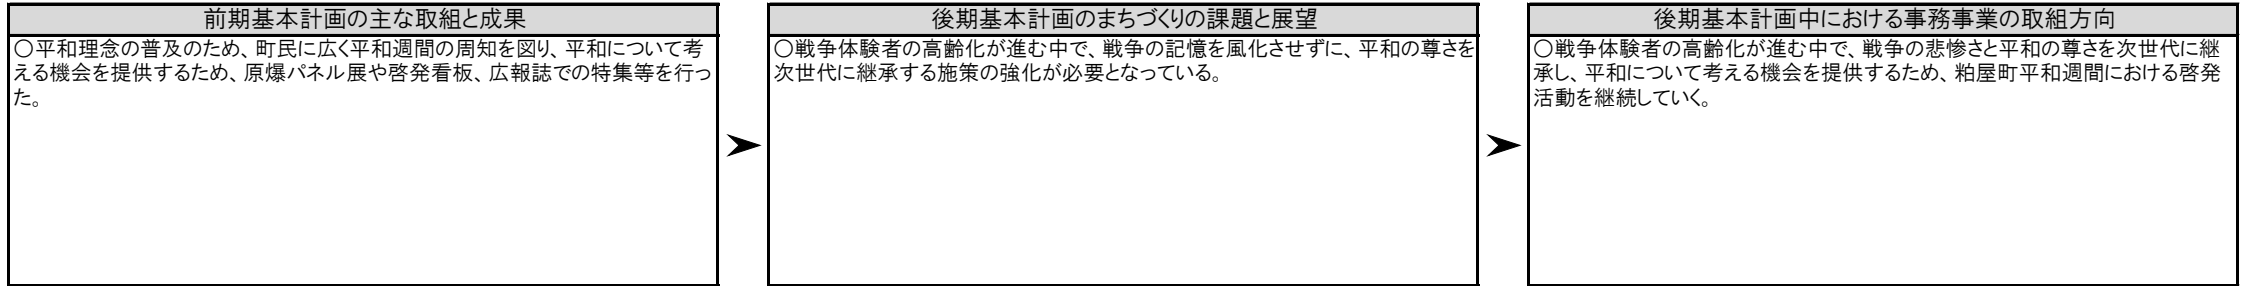 前期基本計画の主な取組と成果
○平和理念の普及のため、町民に広く平和週間の周知を図り、平和について考
える機会を提供するため、原爆パネル展や啓発看板、広報誌での特集等を行っ
た。
後期基本計画のまちづくりの課題と展望
○戦争体験者の高齢化が進む中で、戦争の記憶を風化させずに、平和の尊さを
次世代に継承する施策の強化が必要となっている。
後期基本計画中における事務事業の取組方向
○戦争体験者の高齢化が進む中で、戦争の悲惨さと平和の尊さを次世代に継
承し、平和について考える機会を提供するため、粕屋町平和週間における啓発
活動を継続していく。